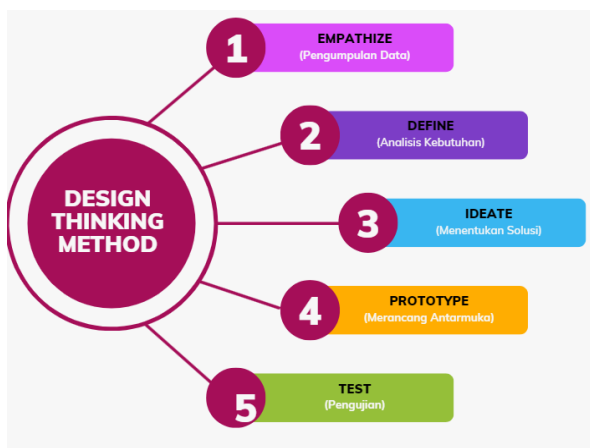 DESIGN
THINKING
METHOD
1
EMPATHIZE
(Pengumpulan Data)
2
DEFINE
(Analisis Kebutuhan)
3
IDEATE
(Menentukan Solusi)
4
PROTOTYPE
(Merancang Antarmuka)
5
TEST
(Pengujian)